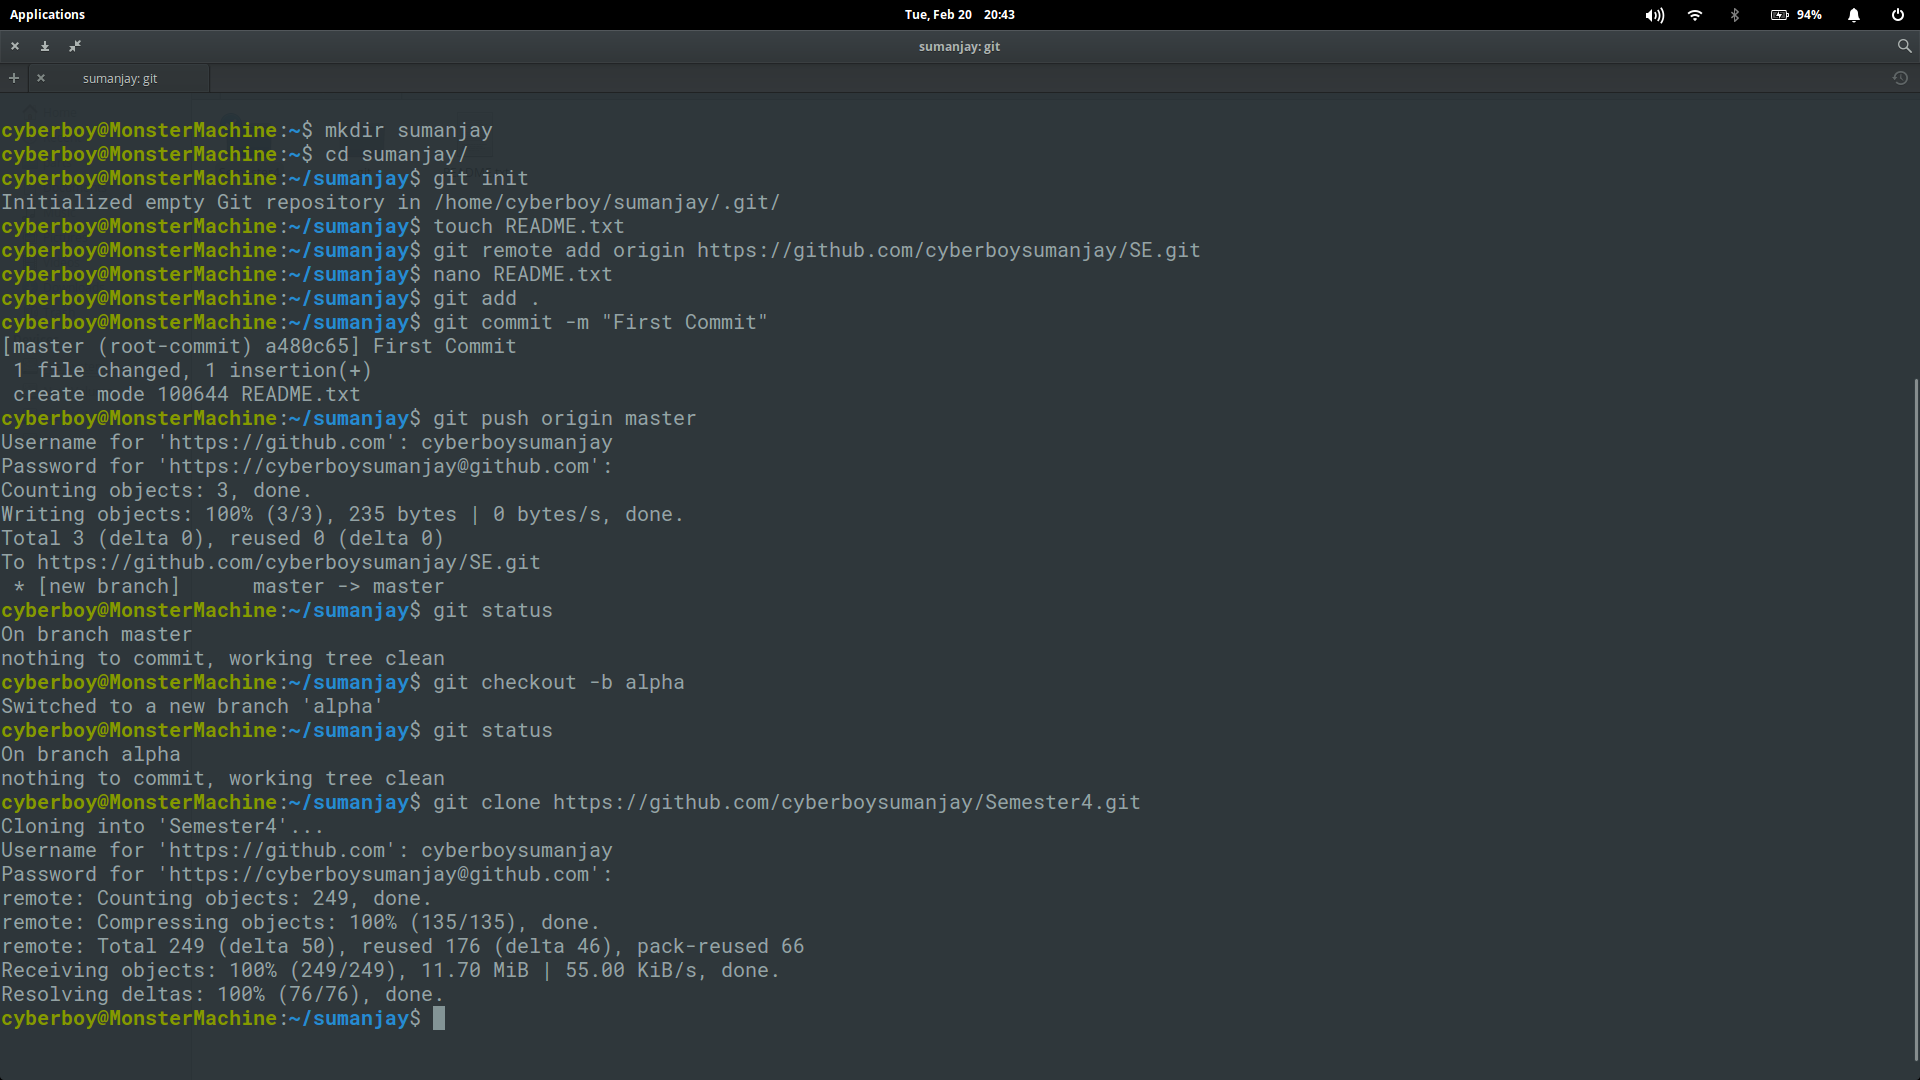 Applications
Tue, Feb 20 20:43
94%
sumanjay: git
sumanjay: git
cyberboy@MonsterMachine:~$ mkdir sumanjay
cyberboy@MonsterMachine:~$ cd sumanjay/
cyberboy@MonsterMachine:~/sumanjay$ git init
Initialized empty Git repository in /home/cyberboy/sumanjay/.git/
cyberboy@MonsterMachine:~/sumanjay$ touch README.txt
cyberboy@MonsterMachine:~/sumanjay$ git remote add origin https://github.com/cyberboysumanjay/SE.git
cyberboy@MonsterMachine:~/sumanjay$ nano README.txt
cyberboy@MonsterMachine:~/sumanjay$ git add .
cyberboy@MonsterMachine:~/sumanjay$ git commit -m "First Commit"
[master (root-commit) a480c65] First Commit
 1 file changed, 1 insertion(+)
 create mode 100644 README.txt
cyberboy@MonsterMachine:~/sumanjay$ git push origin master
Username for 'https://github.com': cyberboysumanjay
Password for 'https://cyberboysumanjay@github.com':
Counting objects: 3, done.
Writing objects: 100% (3/3), 235 bytes | 0 bytes/s, done.
Total 3 (delta 0), reused 0 (delta 0)
To https://github.com/cyberboysumanjay/SE.git
 * [new branch]      master -> master
cyberboy@MonsterMachine:~/sumanjay$ git status
On branch master
nothing to commit, working tree clean
cyberboy@MonsterMachine:~/sumanjay$ git checkout -b alpha
Switched to a new branch 'alpha'
cyberboy@MonsterMachine:~/sumanjay$ git status
On branch alpha
nothing to commit, working tree clean
cyberboy@MonsterMachine:~/sumanjay$ git clone https://github.com/cyberboysumanjay/Semester4.git
Cloning into 'Semester4'...
Username for 'https://github.com': cyberboysumanjay
Password for 'https://cyberboysumanjay@github.com':
remote: Counting objects: 249, done.
remote: Compressing objects: 100% (135/135), done.
remote: Total 249 (delta 50), reused 176 (delta 46), pack-reused 66
Receiving objects: 100% (249/249), 11.70 MiB | 55.00 KiB/s, done.
Resolving deltas: 100% (76/76), done.
cyberboy@MonsterMachine:~/sumanjay$